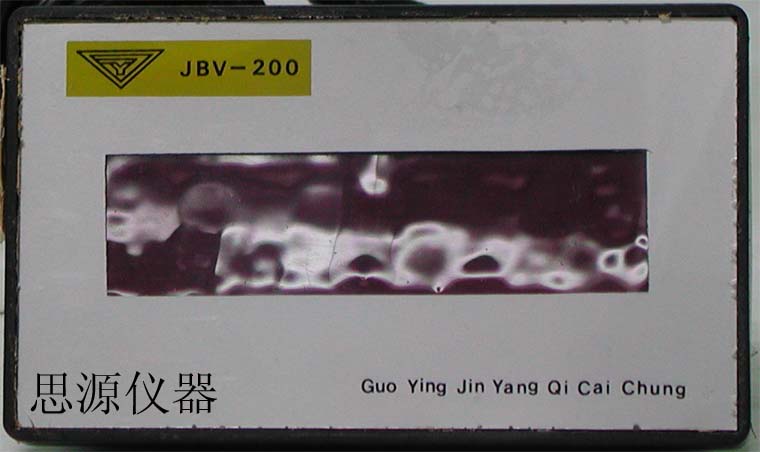 JBV-200
Guo Ying Jin Yang Qi Cai Chung
思源仪器